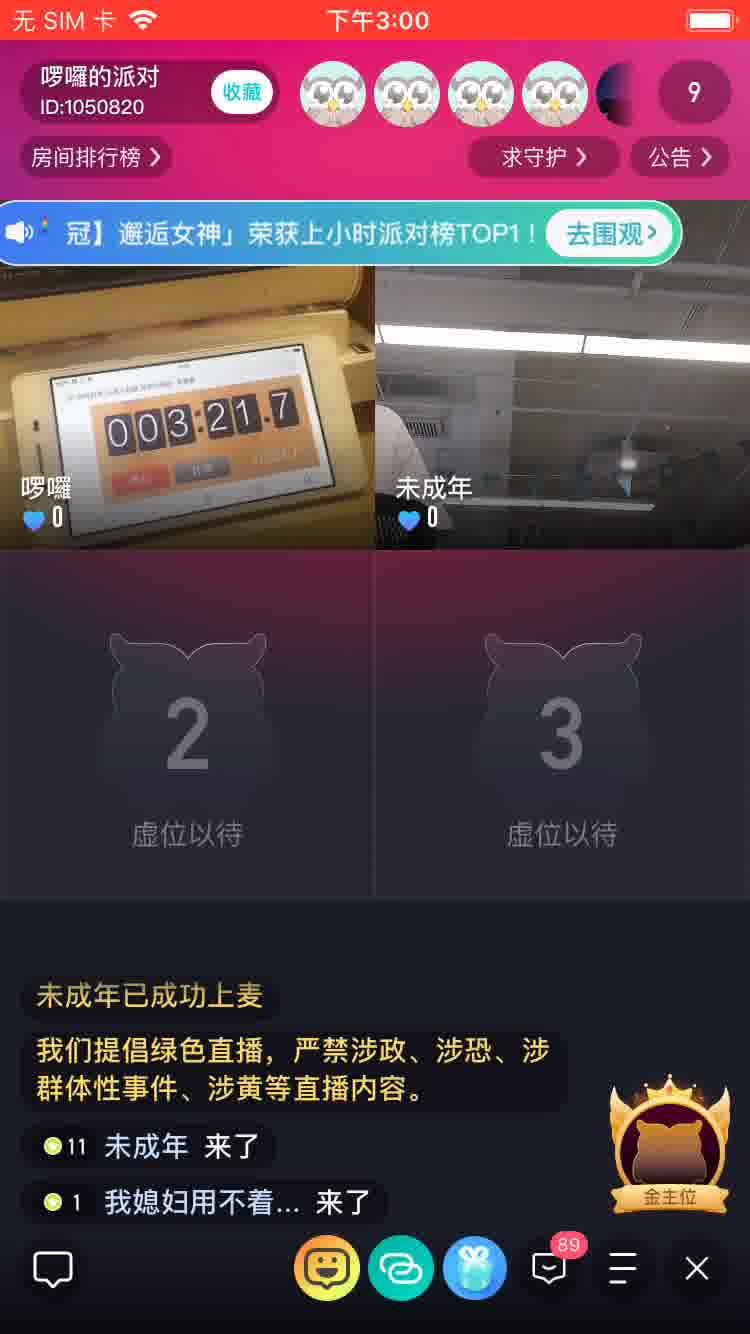 无 SIM 卡
下午3:00
啰囉的派对
ID:1050820
收藏
9
房间排行榜
求守护
公告
冠】邂逅女神」荣获上小时派对榜TOP1！
去围观
003:21.7
啰囉
0
未成年
0
2
虚位以待
3
虚位以待
未成年已成功上麦
我们提倡绿色直播，严禁涉政、涉恐、涉
群体性事件、涉黄等直播内容。
11 未成年 来了
1 我媳妇用不着... 来了
金主位
89